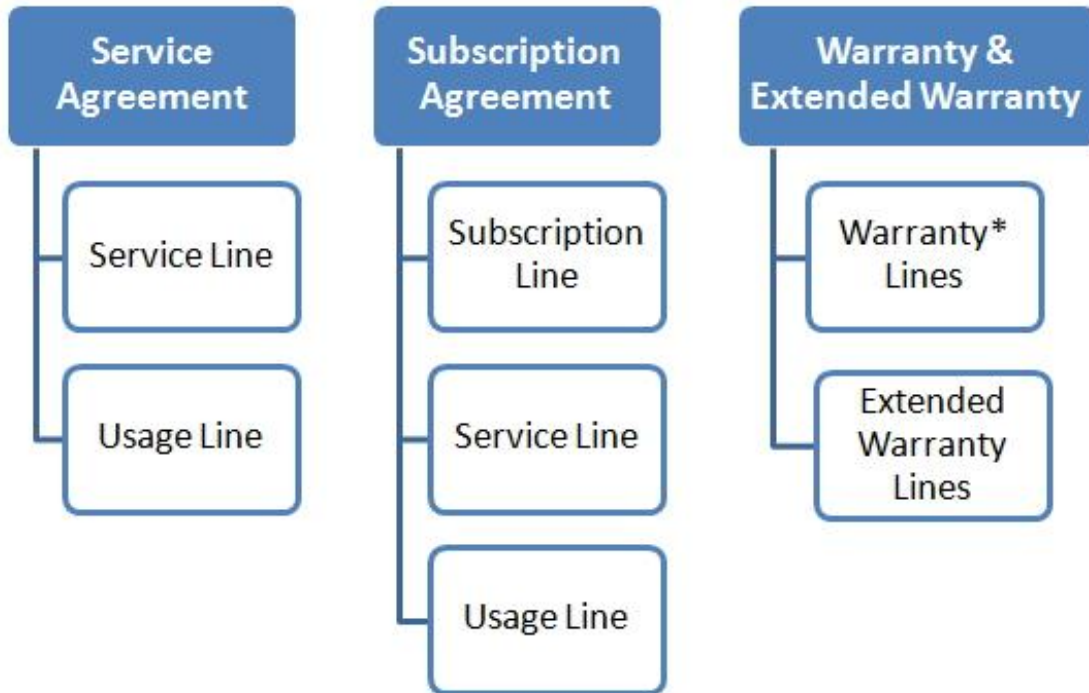 Service
Agreement
Service Line
Usage Line
Subscription
Agreement
Subscription
Line
Service Line
Usage Line
Warranty &
Extended Warranty
Warranty*
Lines
Extended
Warranty
Lines